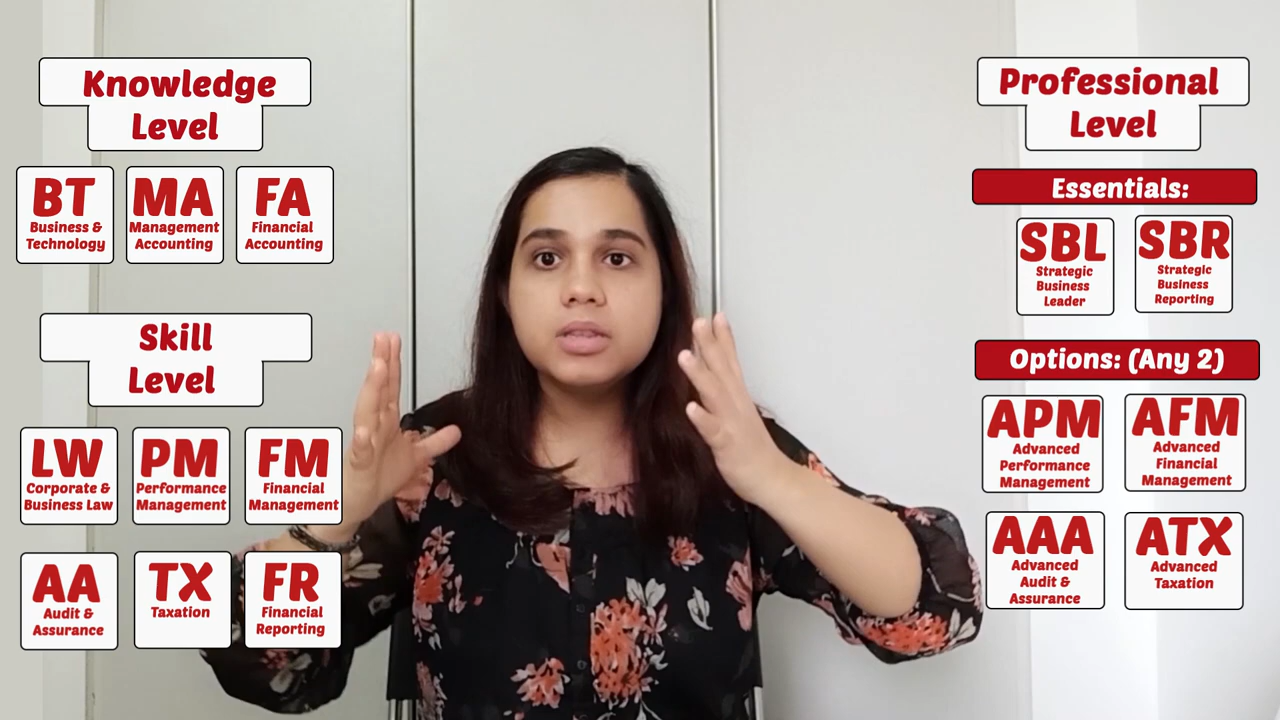 Knowledge
Level
BT
Business &
Technology
MA
Management
Accounting
FA
Financial
Accounting
Skill
Level
LW
Corporate &
Business Law
PM
Performance
Management
FM
Financial
Management
AA
Audit &
Assurance
TX
Taxation
FR
Financial
Reporting
Professional
Level
Essentials:
SBL
Strategic
Business
Leader
SBR
Strategic
Business
Reporting
Options: (Any 2)
APM
Advanced
Performance
Management
AFM
Advanced
Financial
Management
AAA
Advanced
Audit &
Assurance
ATX
Advanced
Taxation